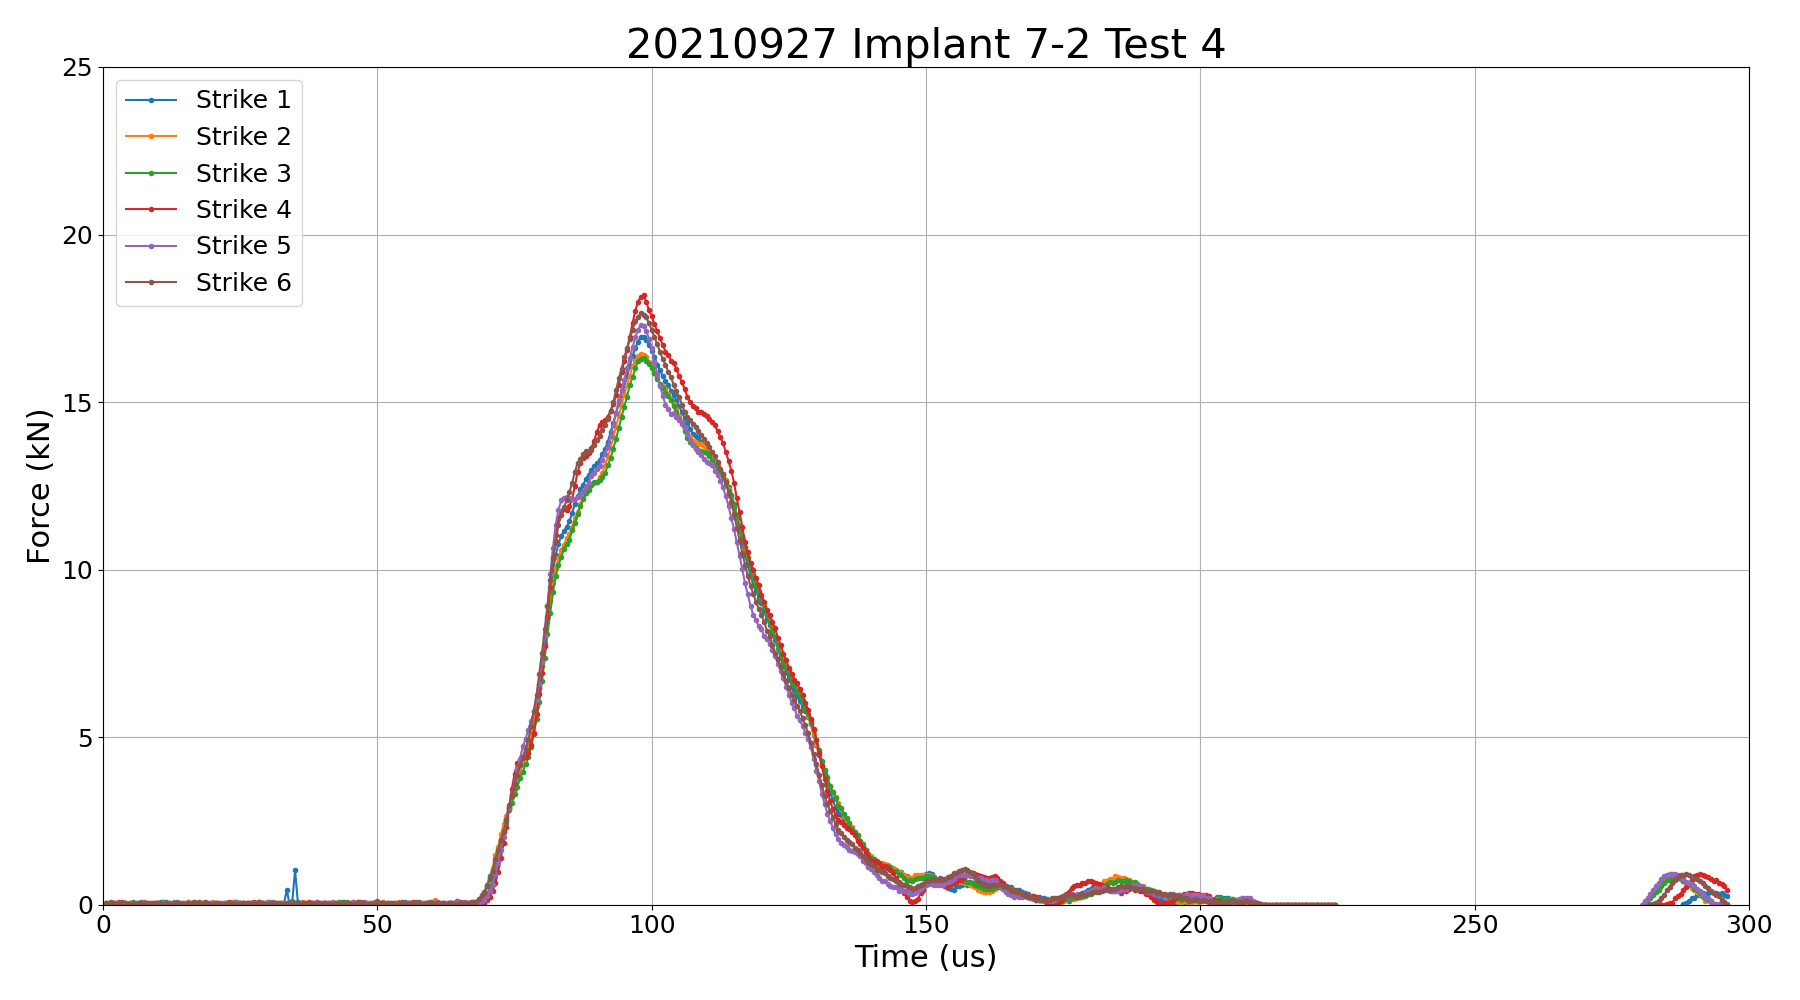 20210927 Implant 7-2 Test 4
25
20
15
10
5
0
Force (kN)
Strike 1
Strike 2
Strike 3
Strike 4
Strike 5
Strike 6
0 50 100 150 200 250 300
Time (us)